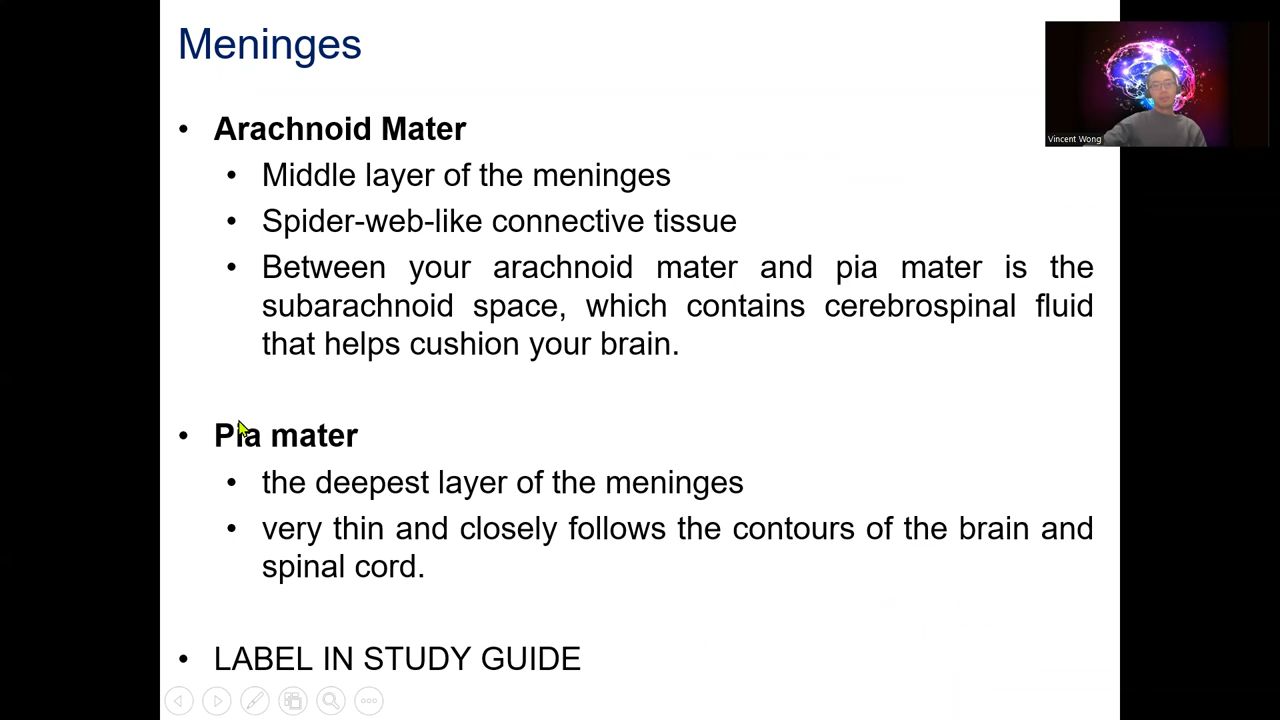 Meninges
Vincent Wong
• Arachnoid Mater
• Middle layer of the meninges
• Spider-web-like connective tissue
• Between your arachnoid mater and pia mater is the
subarachnoid space, which contains cerebrospinal fluid
that helps cushion your brain.
• Pia mater
• the deepest layer of the meninges
• very thin and closely follows the contours of the brain and
spinal cord.
• LABEL IN STUDY GUIDE